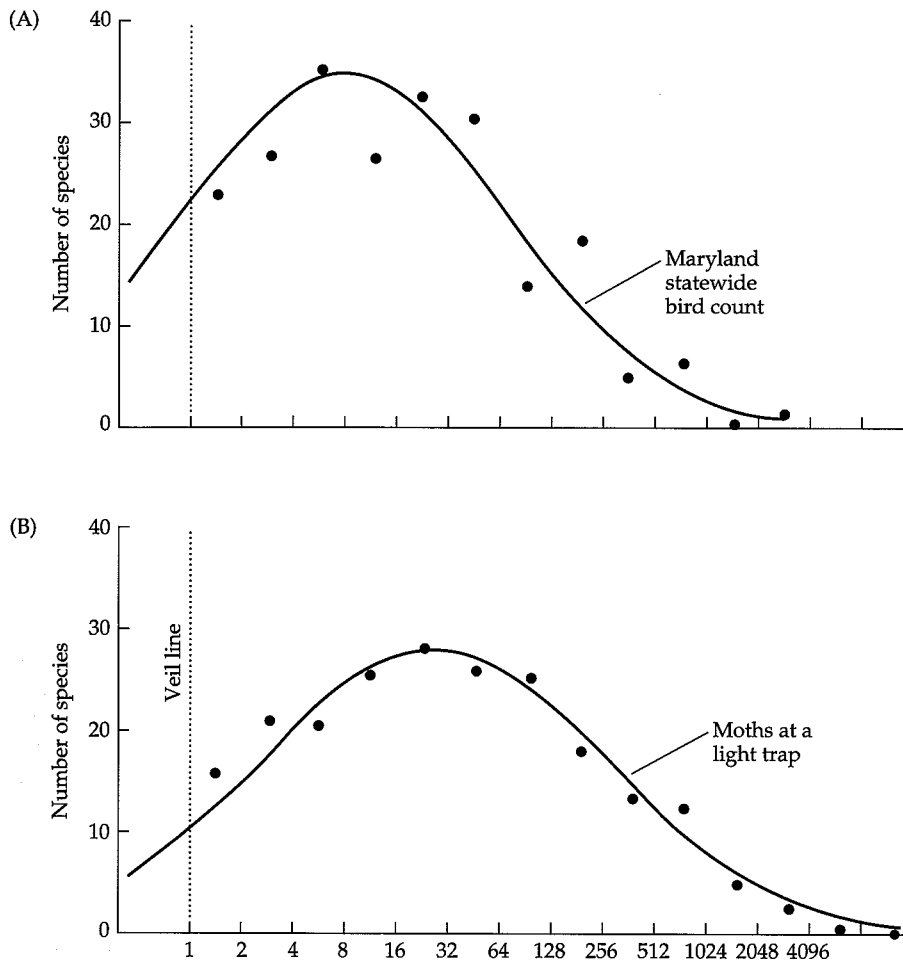 (A)
40
30
20
10
0
Number of species
Maryland
statewide
bird count
(B)
40
30
20
10
0
Number of species
Veil line
Moths at a
light trap
1 2 4 8 16 32 64 128 256 512 1024 2048 4096